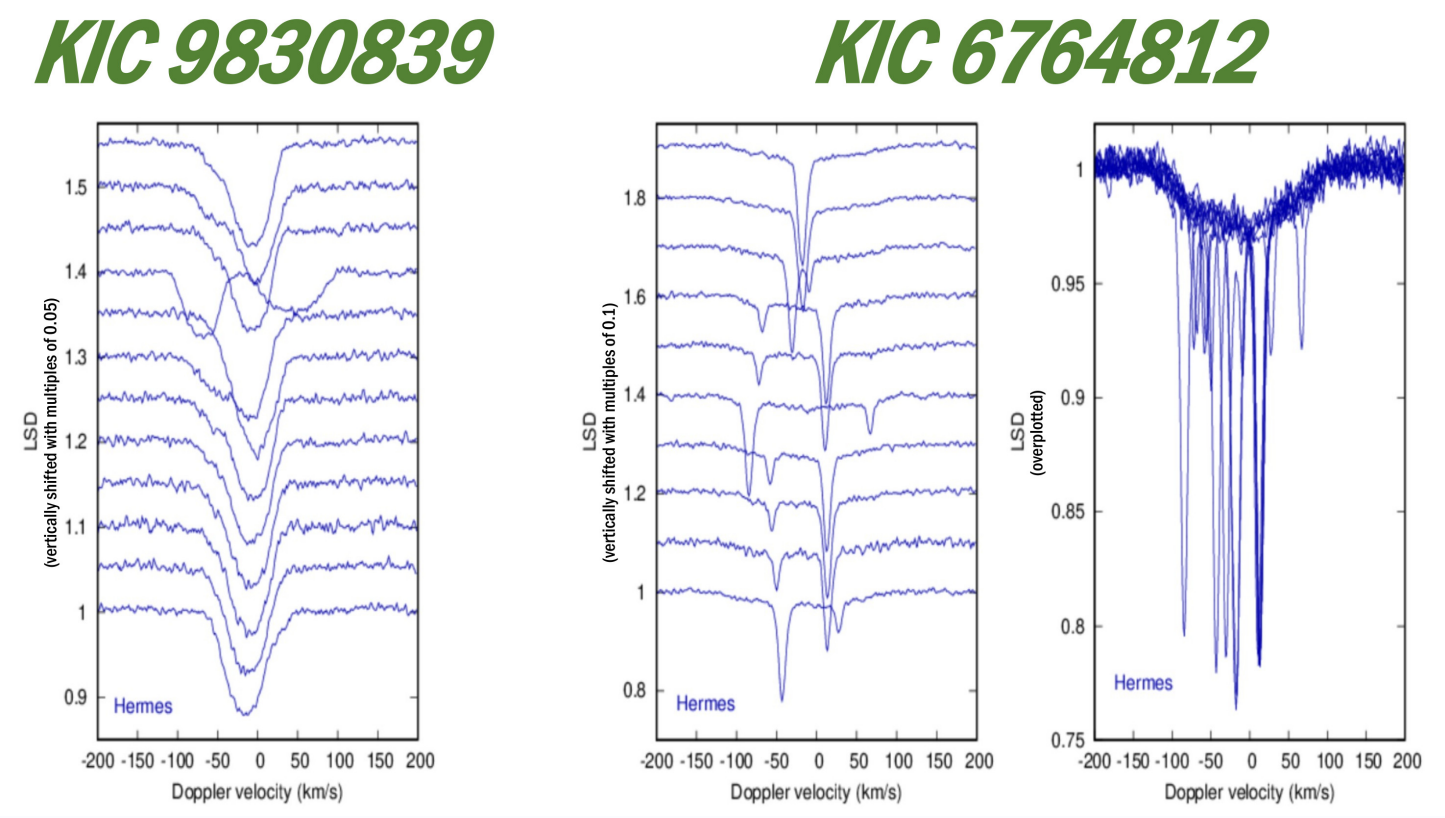 KIC 9830839
KIC 6764812
LSD
(vertically shifted with multiples of 0.05)
1.5
1.4
1.3
1.2
1.1
1
0.9
Hermes
-200 -150 -100 -50 0 50 100 150 200
Doppler velocity (km/s)
LSD
(vertically shifted with multiples of 0.1)
1.8
1.6
1.4
1.2
1
0.8
Hermes
-200 -150 -100 -50 0 50 100 150 200
Doppler velocity (km/s)
LSD
(overplotted)
1
0.95
0.9
0.85
0.8
0.75
Hermes
-200 -150 -100 -50 0 50 100 150 200
Doppler velocity (km/s)